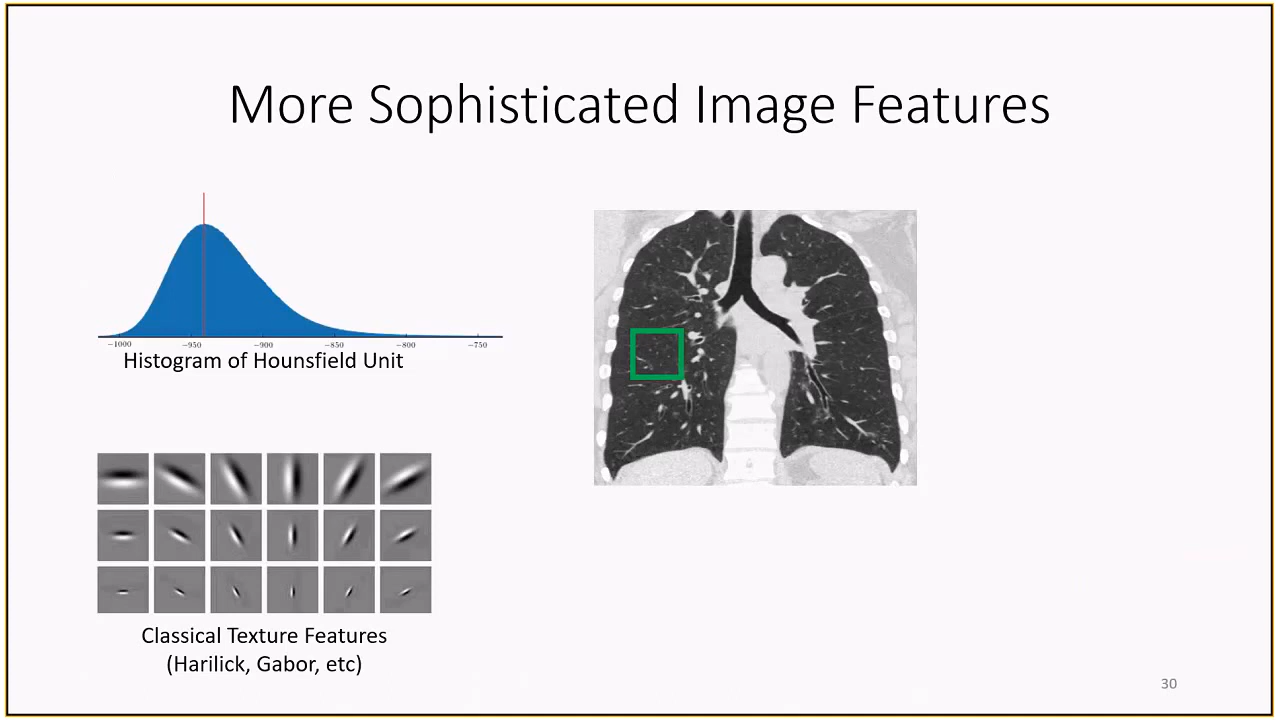 More Sophisticated Image Features
−1000 −950 −900 −850 −800 −750
Histogram of Hounsfield Unit
Classical Texture Features
(Harilick, Gabor, etc)
30